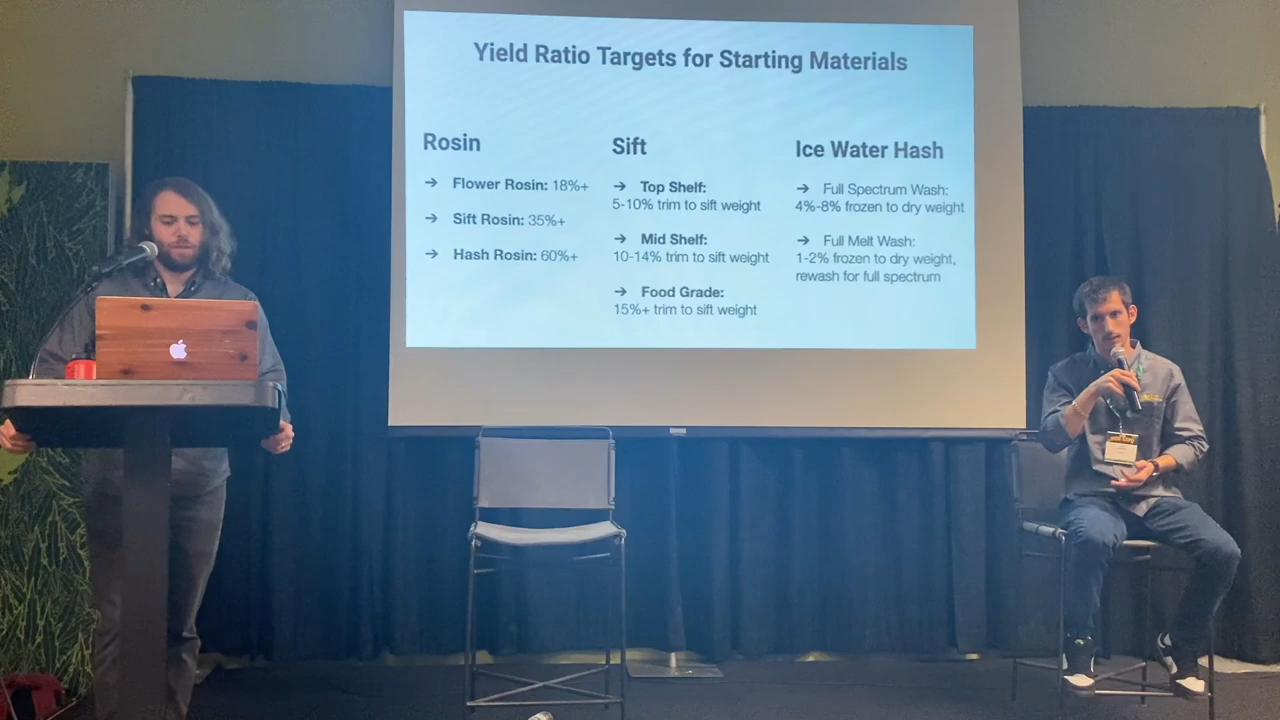 Yield Ratio Targets for Starting Materials
Rosin
→ Flower Rosin: 18%+
→ Sift Rosin: 35%+
→ Hash Rosin: 60%+
Sift
→ Top Shelf:
5-10% trim to sift weight
→ Mid Shelf:
10-14% trim to sift weight
→ Food Grade:
15%+ trim to sift weight
Ice Water Hash
→ Full Spectrum Wash:
4%-8% frozen to dry weight
→ Full Melt Wash:
1-2% frozen to dry weight,
rewash for full spectrum